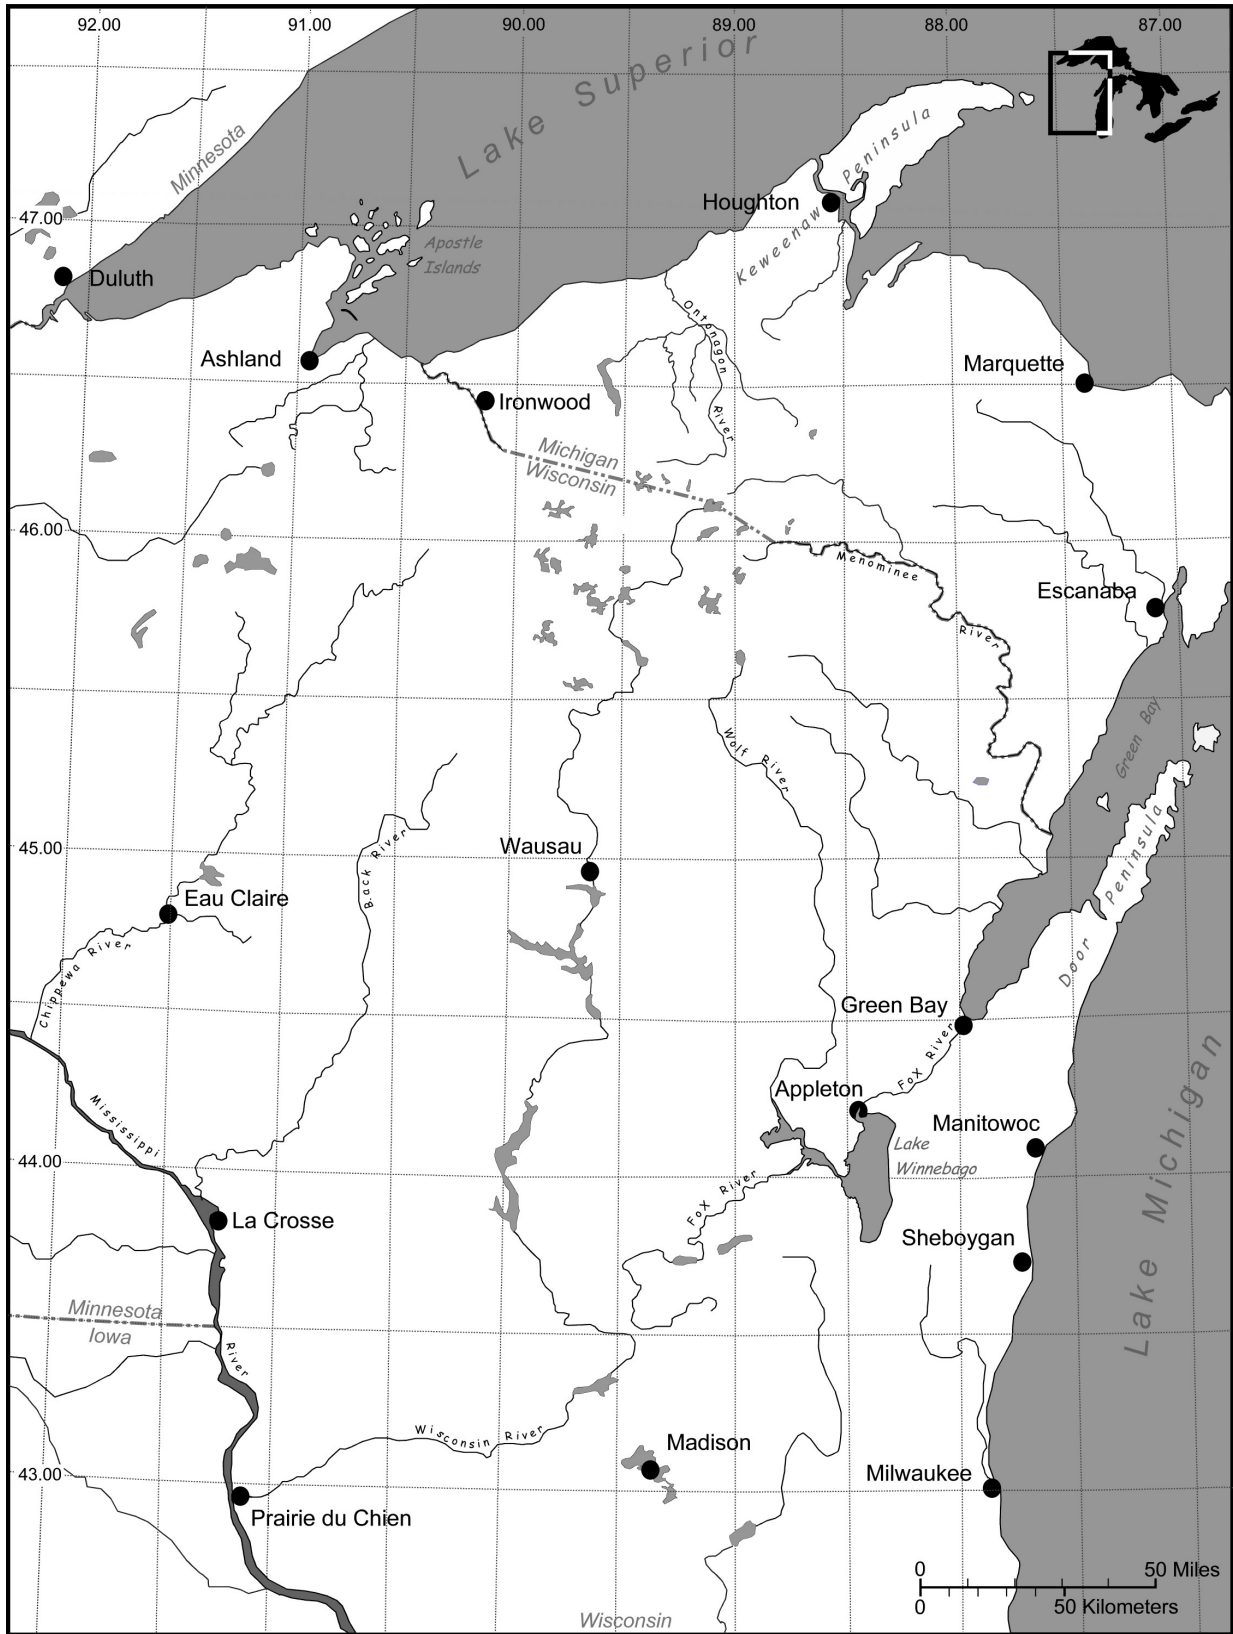 92.00 91.00 90.00 89.00 88.00 87.00
Lake Superior
Minnesota
Peninsula
Houghton
47.00
Keweenaw
Apostle
Islands
Duluth
Ontonagon
Ashland
Marquette
Ironwood
River
Michigan
Wisconsin
46.00
Menominee
Escanaba
River
Green Bay
Wolf River
Peninsula
45.00
Wausau
Back River
Eau Claire
Chippewa River
Door
Green Bay
Fox River
Lake Michigan
Appleton
Mississippi
Manitowoc
Lake
Winnebago
44.00
Fox River
La Crosse
Sheboygan
Minnesota
Iowa
River
Wisconsin River
Madison
43.00
Milwaukee
Prairie du Chien
0 50 Miles
0 50 Kilometers
Wisconsin